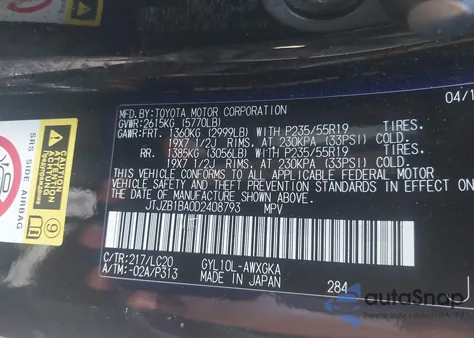 04/1
MFD.BY:TOYOTA MOTOR CORPORATION
GVWR:2615KG (5770LB)
GAWR:FRT. 1360KG (2999LB) WITH P235/55R19 TIRES.
19X7 1/2J RIMS, AT 230KPA (33PSI) COLD.
RR. 1385KG (3056LB) WITH P235/55R19 TIRES.
19X7 1/2J RIMS, AT 230KPA (33PSI) COLD.
THIS VEHICLE CONFORMS TO ALL APPLICABLE FEDERAL MOTOR
VEHICLE SAFETY AND THEFT PREVENTION STANDARDS IN EFFECT ON
THE DATE OF MANUFACTURE SHOWN ABOVE.
JTJZB1BA0D2408793 MPV
C/TR:217/LC20 GYL10L-AWXGKA
A/TM:-02A/P313 MADE IN JAPAN 284
SRS SIDE AIRBAG
autoSnap